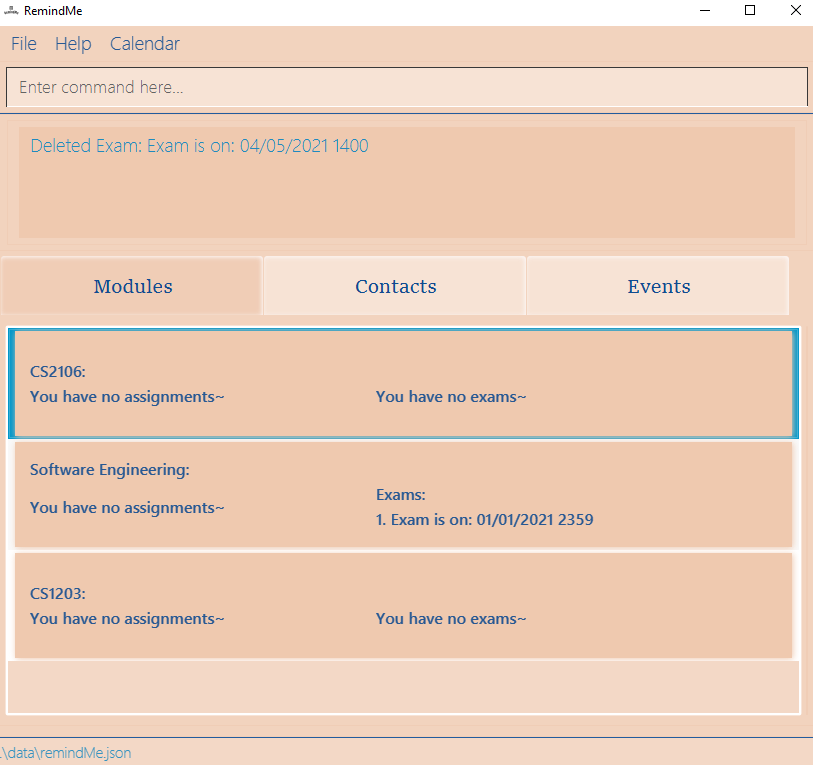 RemindMe
File Help Calendar
Enter command here...
Deleted Exam: Exam is on: 04/05/2021 1400
Modules Contacts Events
CS2106:
You have no assignments~ You have no exams~
Software Engineering:
Exams:
You have no assignments~
1. Exam is on: 01/01/2021 2359
CS1203:
You have no assignments~ You have no exams~
.\data\remindMe.json